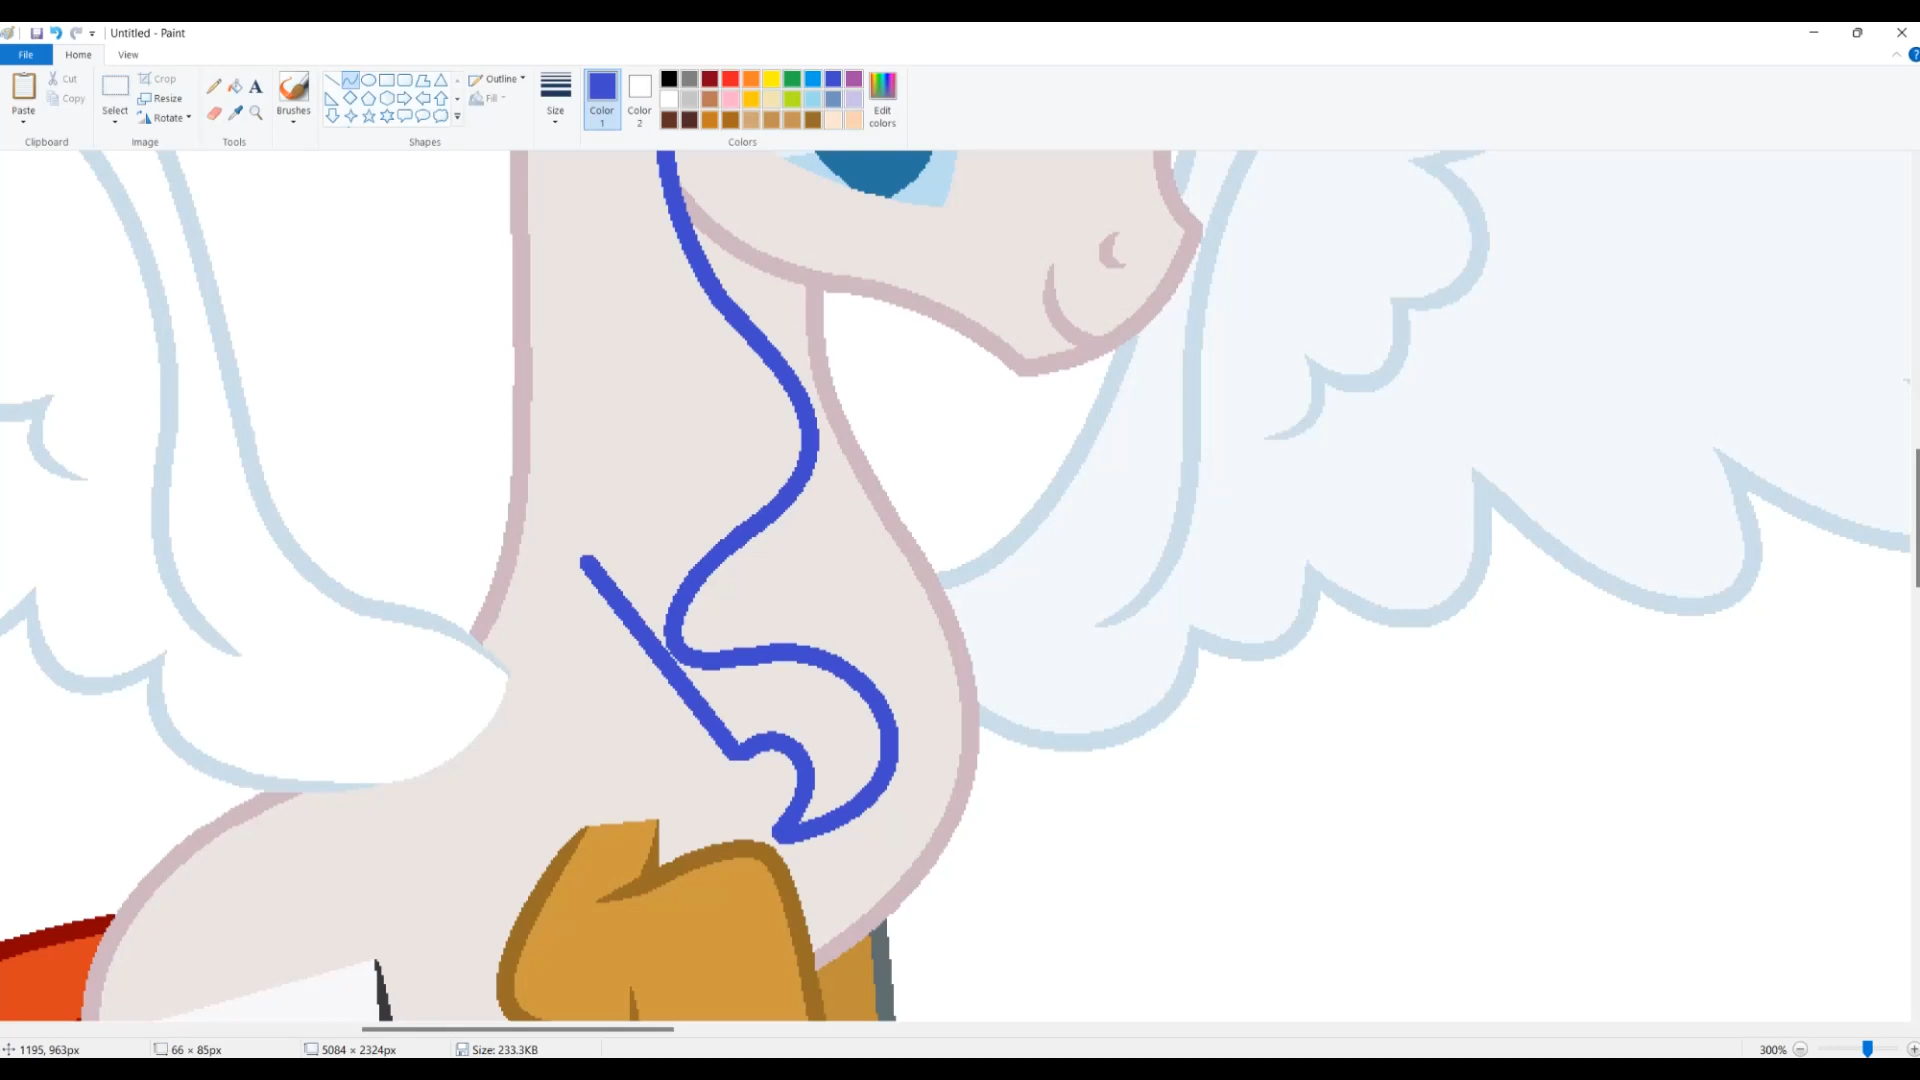 Untitled - Paint
File Home View
Paste Cut Copy Clipboard
Select Crop Resize Rotate Image
A Tools
Brushes
Outline Fill Shapes
Size
Color 1 Color 2
Edit colors Colors
1195, 963px 66 × 85px 5084 × 2324px Size: 233.3KB 300%